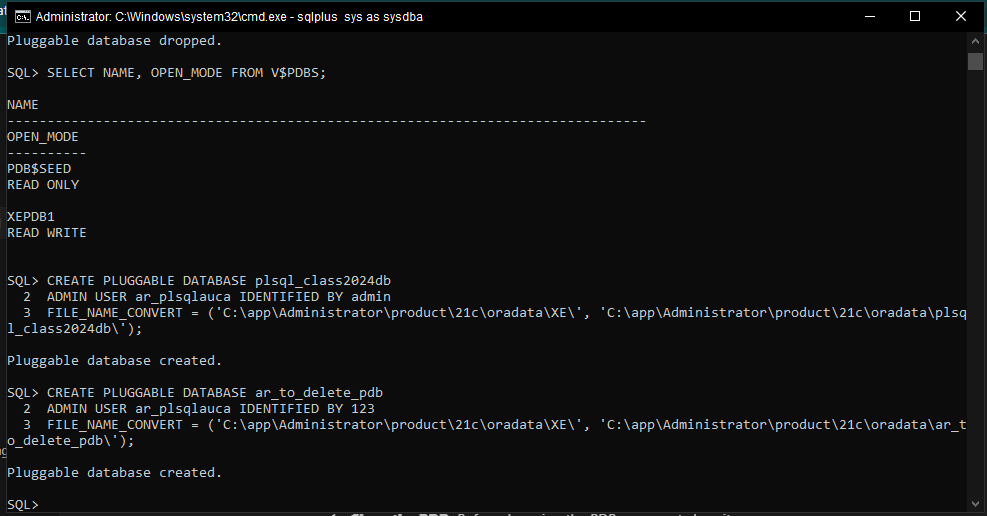 Administrator: C:\Windows\system32\cmd.exe - sqlplus  sys as sysdba
Pluggable database dropped.
SQL> SELECT NAME, OPEN_MODE FROM V$PDBS;
NAME
--------------------------------------------------------------------------------
OPEN_MODE
----------
PDB$SEED
READ ONLY
XEPDB1
READ WRITE
SQL> CREATE PLUGGABLE DATABASE plsql_class2024db
  2  ADMIN USER ar_plsqlauca IDENTIFIED BY admin
  3  FILE_NAME_CONVERT = ('C:\app\Administrator\product\21c\oradata\XE\', 'C:\app\Administrator\product\21c\oradata\plsq
l_class2024db\');
Pluggable database created.
SQL> CREATE PLUGGABLE DATABASE ar_to_delete_pdb
  2  ADMIN USER ar_plsqlauca IDENTIFIED BY 123
  3  FILE_NAME_CONVERT = ('C:\app\Administrator\product\21c\oradata\XE\', 'C:\app\Administrator\product\21c\oradata\ar_t
o_delete_pdb\');
Pluggable database created.
SQL>